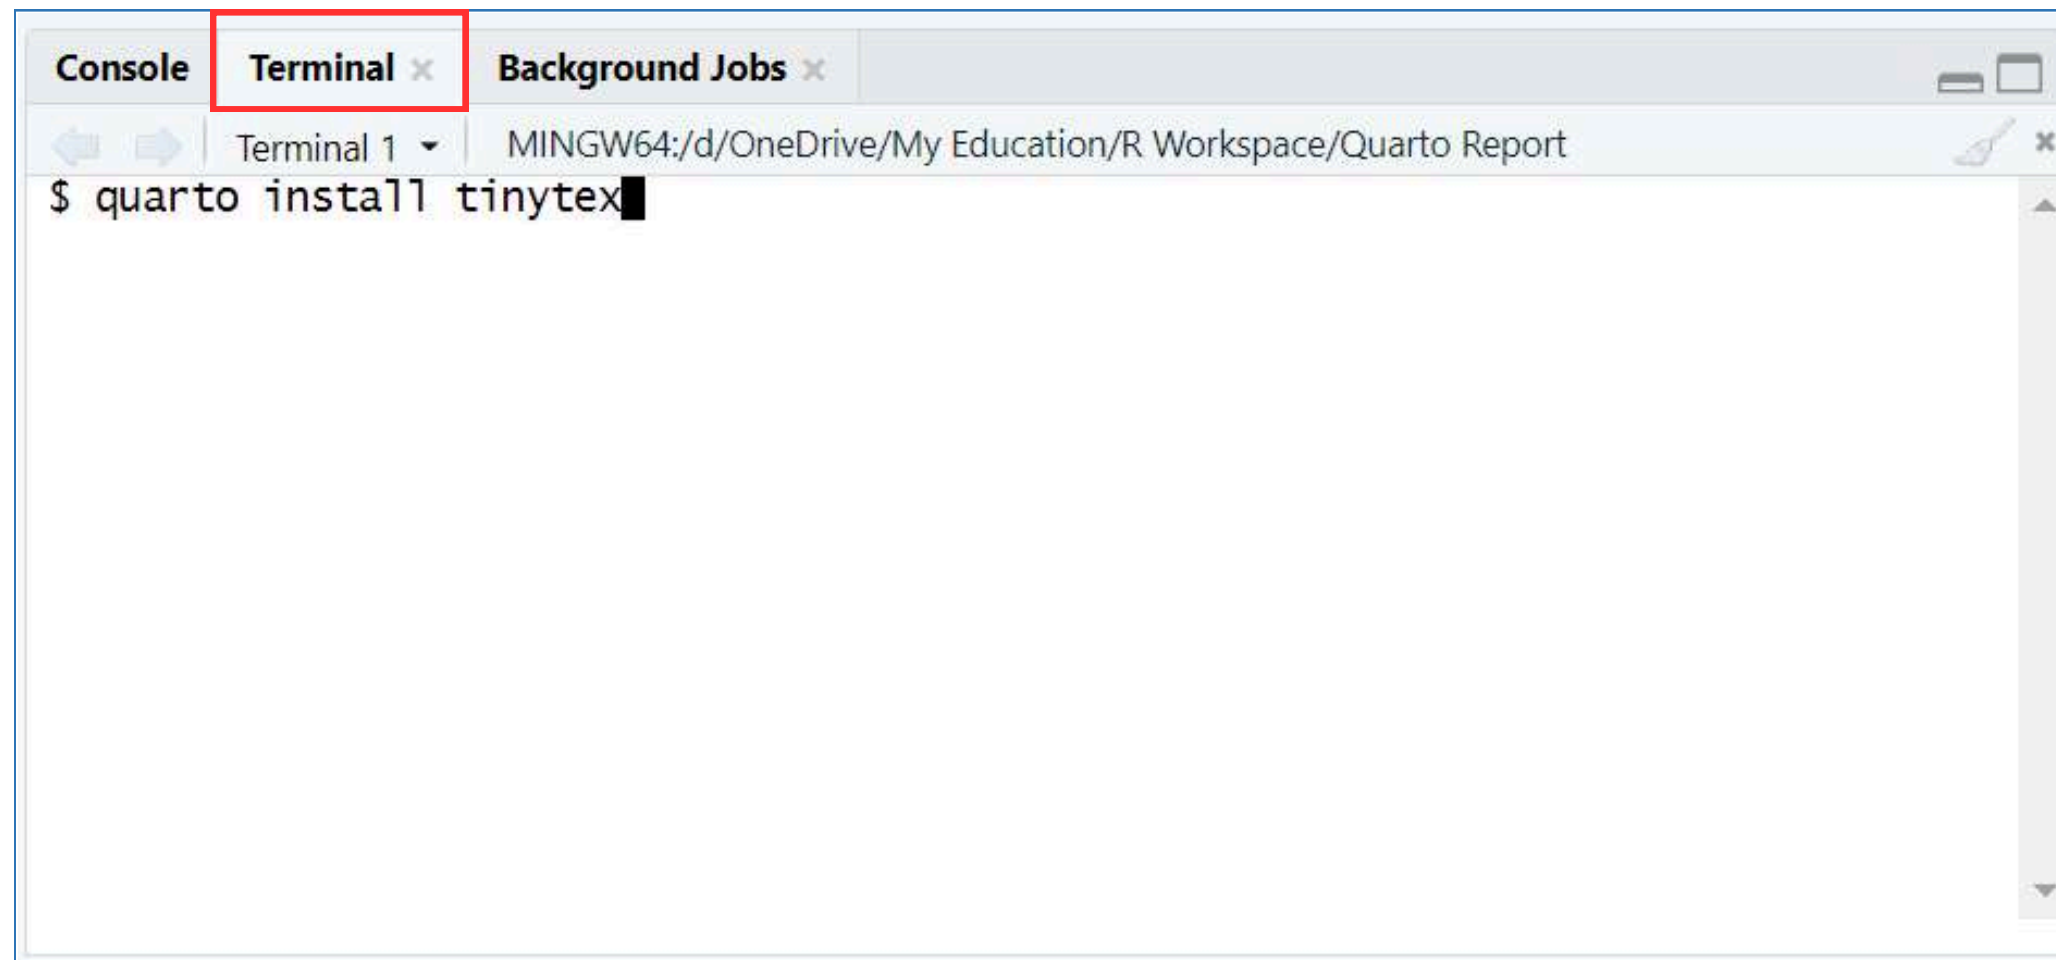 Console Terminal Background Jobs
Terminal 1 MINGW64:/d/OneDrive/My Education/R Workspace/Quarto Report
$ quarto install tinytex